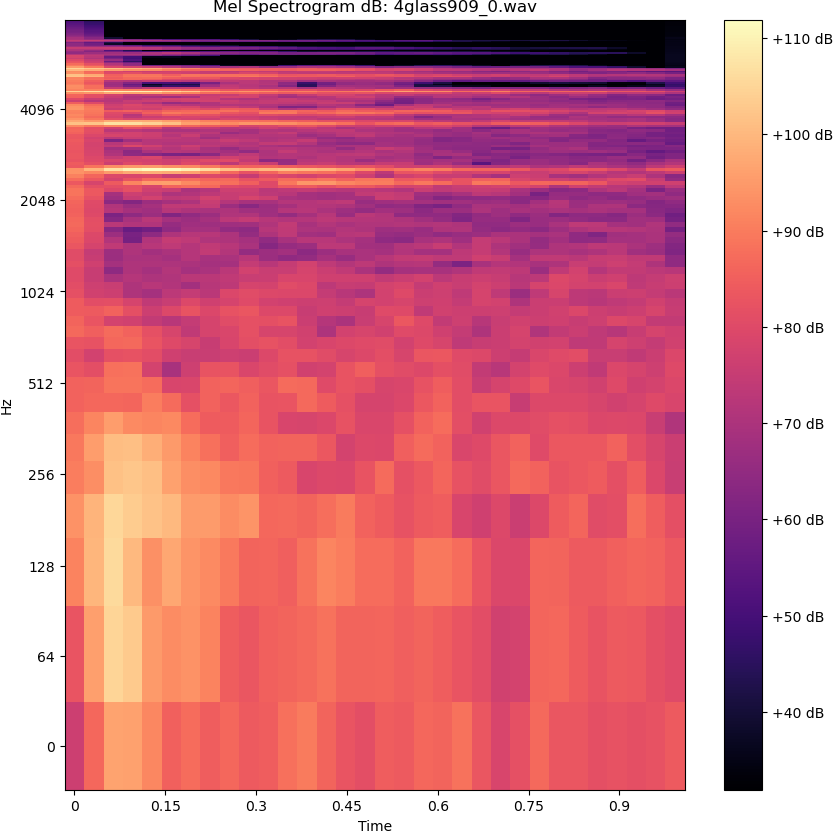 Mel Spectrogram dB: 4glass909_0.wav
+110 dB
4096
+100 dB
+90 dB
2048
1024
+80 dB
512
Hz
+70 dB
256
+60 dB
128
+50 dB
64
+40 dB
0
0 0.15 0.3 0.45 0.6 0.75 0.9
Time